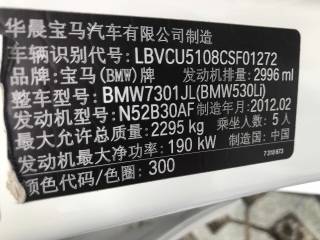 华晨宝马汽车有限公司制造
车辆识别代号: LBVCU5108CSF01272
品牌: 宝马(BMW)牌 发动机排量: 2996 ml
整车型号: BMW7301JL(BMW530Li)
发动机型号: N52B30AF 制造年月: 2012.02
最大允许总质量: 2295 kg 乘坐人数: 5 人
发动机最大净功率: 190 kW 制造国: 中国
颜色代码/色圈: 300